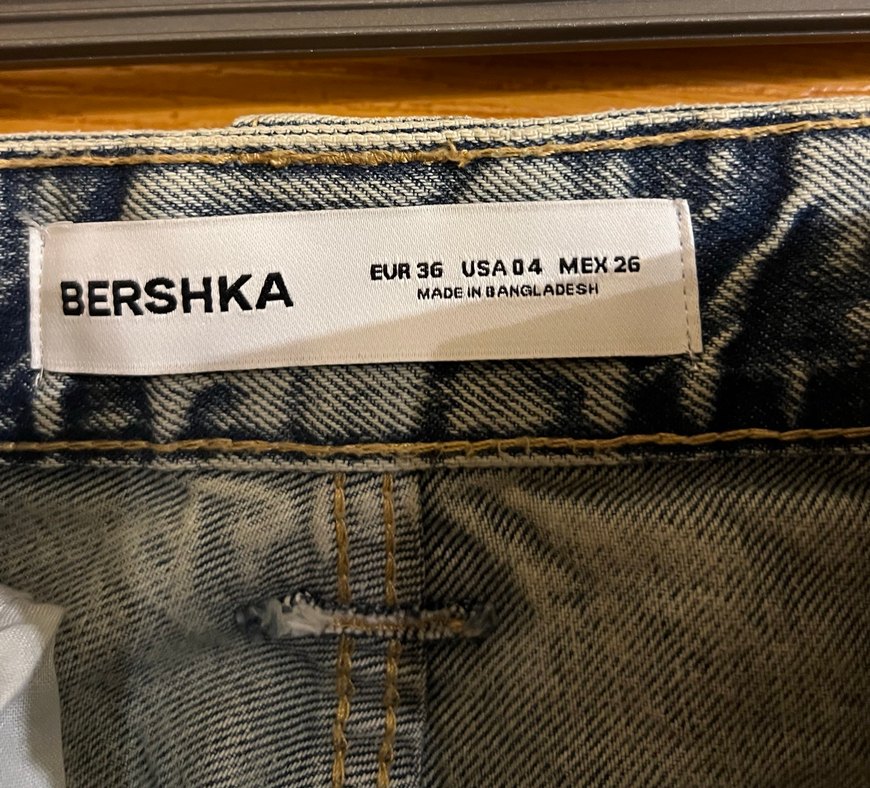 BERSHKA
EUR 36 USA 04 MEX 26
MADE IN BANGLADESH